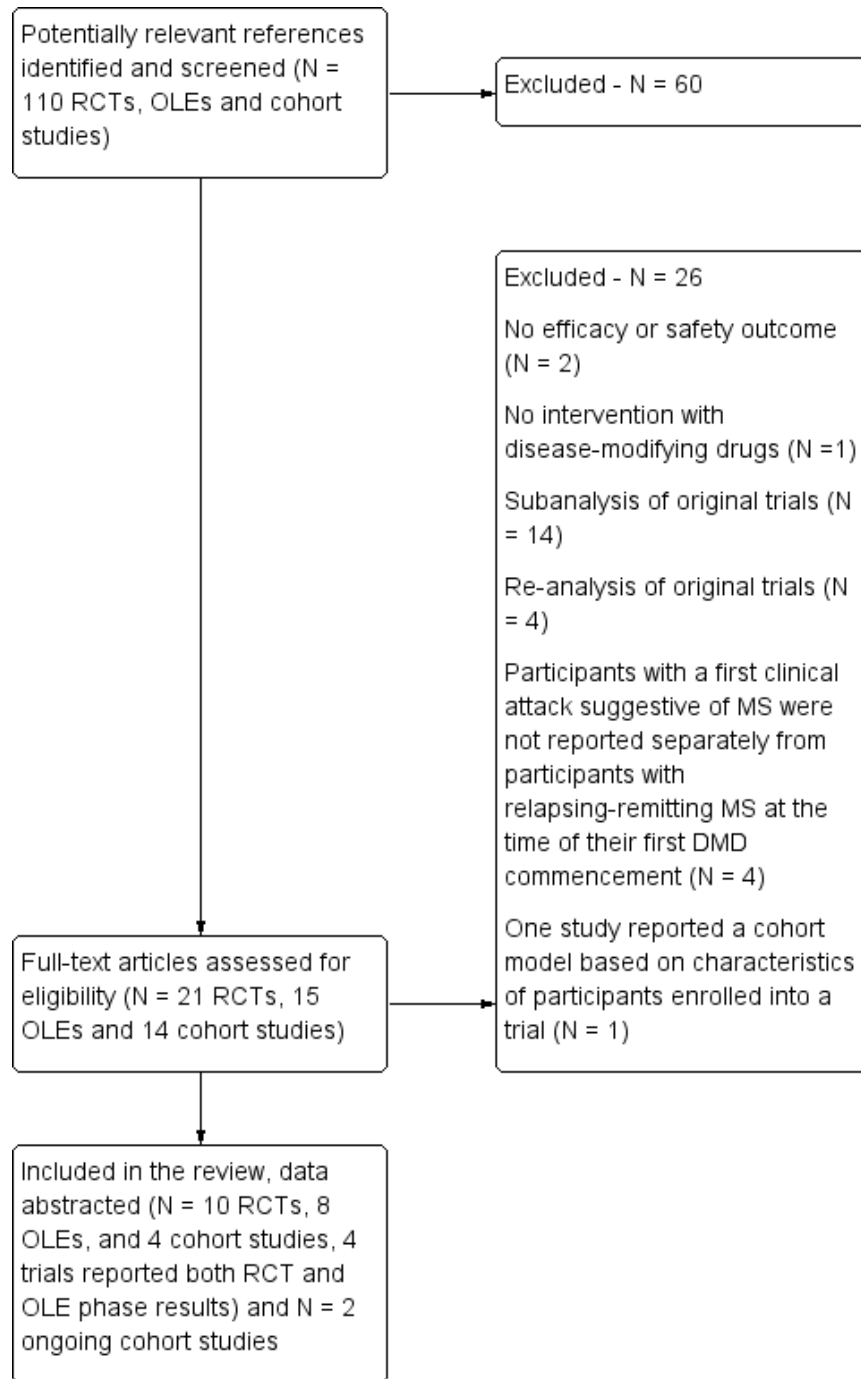 Potentially relevant references
identified and screened (N =
110 RCTs, OLEs and cohort
studies)
Excluded - N = 60
Excluded - N = 26
No efficacy or safety outcome
(N = 2)
No intervention with
disease-modifying drugs (N =1)
Subanalysis of original trials (N
= 14)
Re-analysis of original trials (N
= 4)
Participants with a first clinical
attack suggestive of MS were
not reported separately from
participants with
relapsing-remitting MS at the
time of their first DMD
commencement (N = 4)
One study reported a cohort
model based on characteristics
of participants enrolled into a
trial (N = 1)
Full-text articles assessed for
eligibility (N = 21 RCTs, 15
OLEs and 14 cohort studies)
Included in the review, data
abstracted (N = 10 RCTs, 8
OLEs, and 4 cohort studies, 4
trials reported both RCT and
OLE phase results) and N = 2
ongoing cohort studies